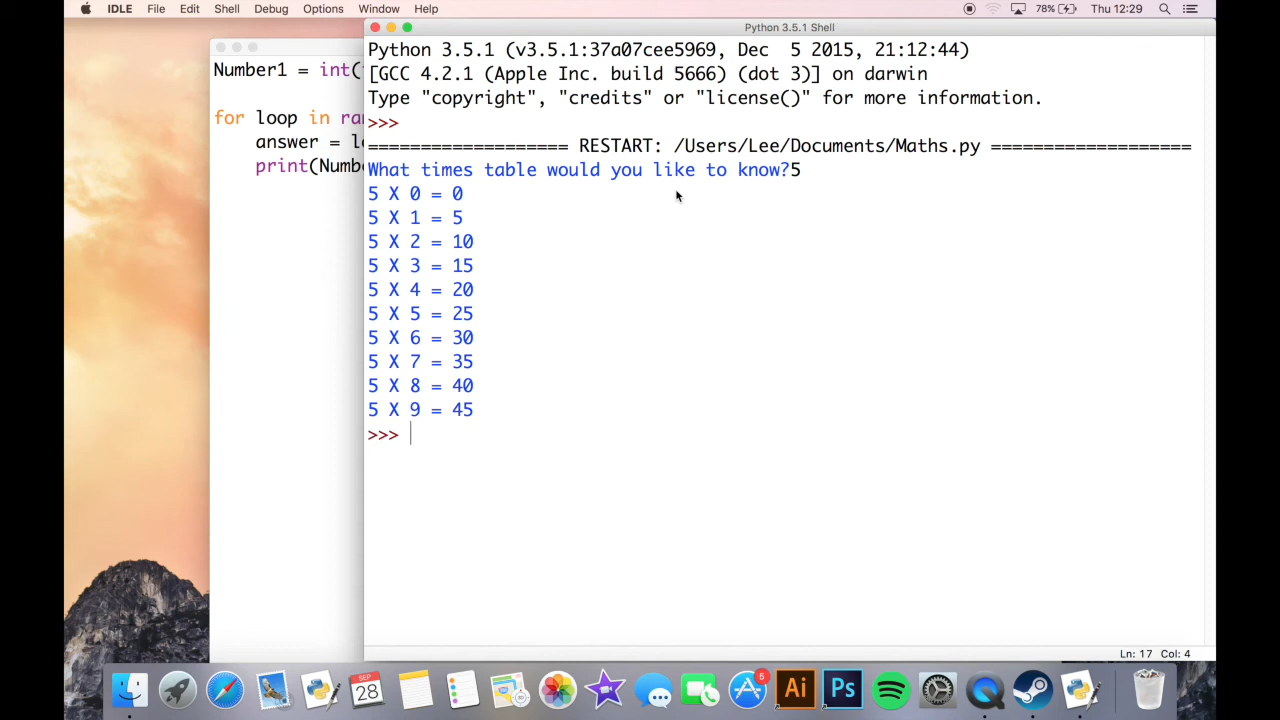 IDLE File Edit Shell Debug Options Window Help 78% Thu 12:29
Python 3.5.1 Shell
Number1 = int(
for loop in ra
answer = l
print(Numb
Python 3.5.1 (v3.5.1:37a07cee5969, Dec  5 2015, 21:12:44)
[GCC 4.2.1 (Apple Inc. build 5666) (dot 3)] on darwin
Type "copyright", "credits" or "license()" for more information.
>>>
================== RESTART: /Users/Lee/Documents/Maths.py ===================
What times table would you like to know?5
5 X 0 = 0
5 X 1 = 5
5 X 2 = 10
5 X 3 = 15
5 X 4 = 20
5 X 5 = 25
5 X 6 = 30
5 X 7 = 35
5 X 8 = 40
5 X 9 = 45
>>>
Ln: 17 Col: 4
SEP
28
5
Ai
Ps